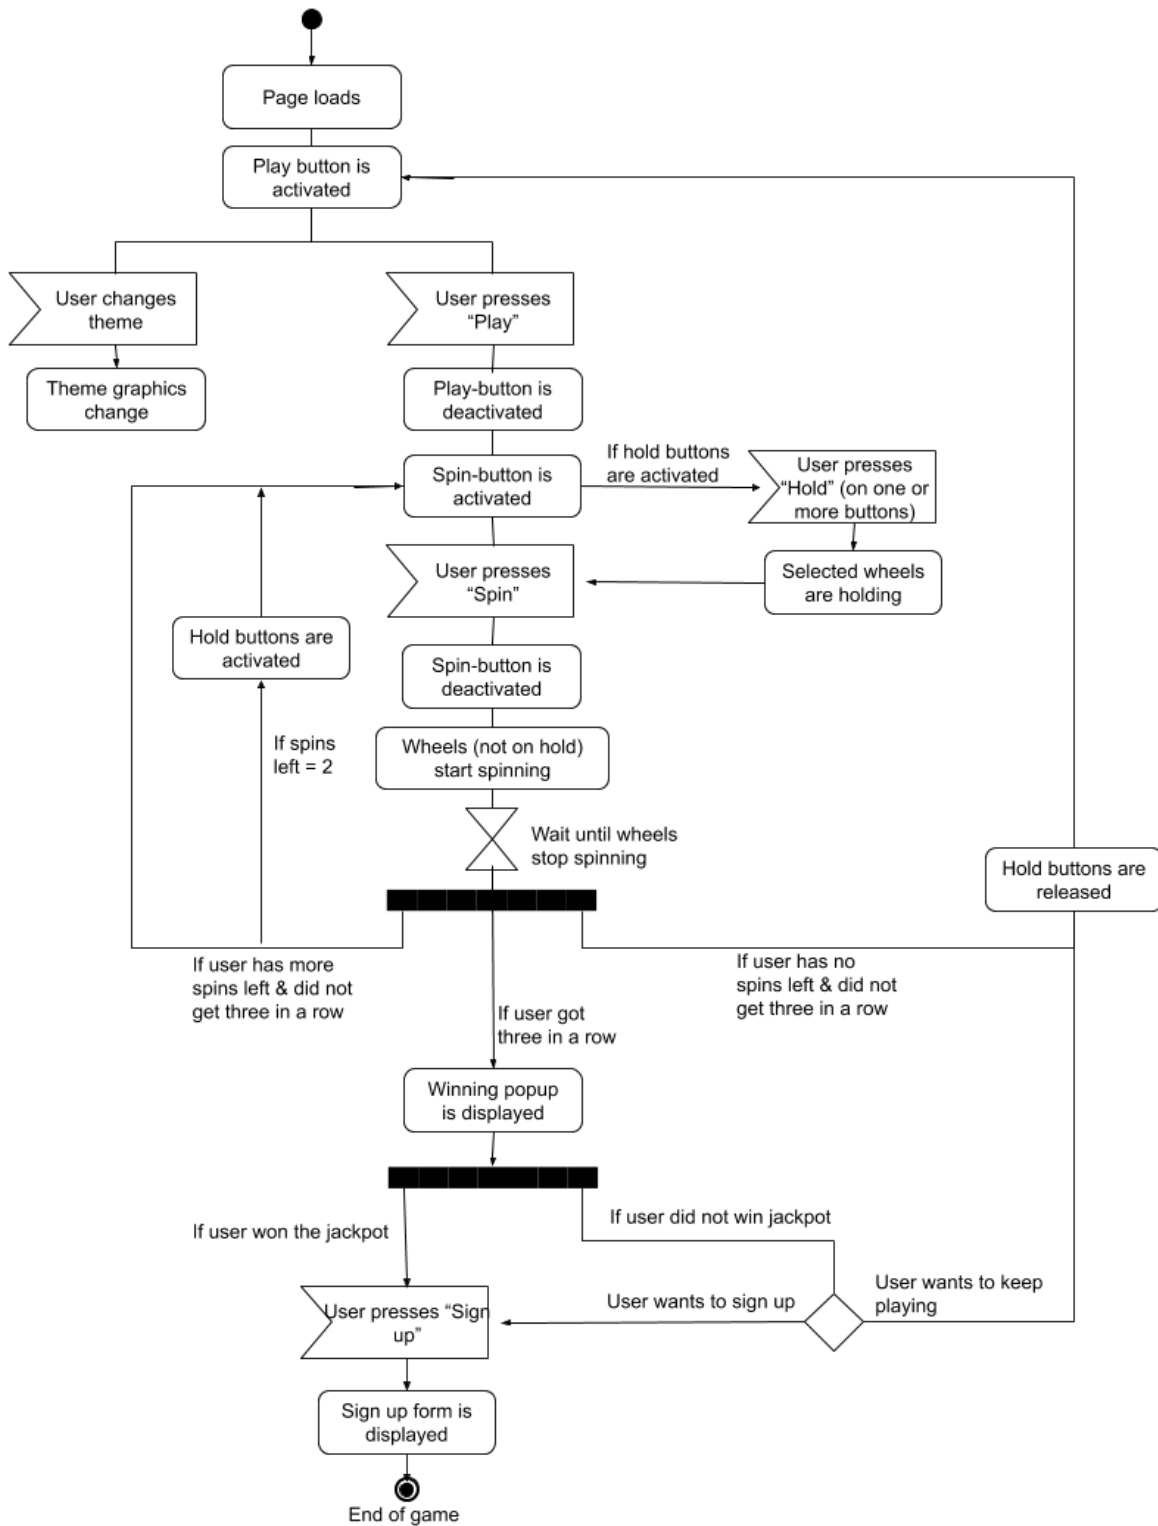 Page loads
Play button is
activated
User changes
theme
User presses
“Play”
Theme graphics
change
Play-button is
deactivated
If hold buttons
are activated
Spin-button is
activated
User presses
“Hold” (on one or
more buttons)
User presses
“Spin”
Selected wheels
are holding
Hold buttons are
activated
Spin-button is
deactivated
If spins
left = 2
Wheels (not on hold)
start spinning
Wait until wheels
stop spinning
Hold buttons are
released
If user has more
spins left & did not
get three in a row
If user has no
spins left & did not
get three in a row
If user got
three in a row
Winning popup
is displayed
If user won the jackpot
If user did not win jackpot
User wants to keep
playing
User wants to sign up
User presses “Sign
up”
Sign up form is
displayed
End of game